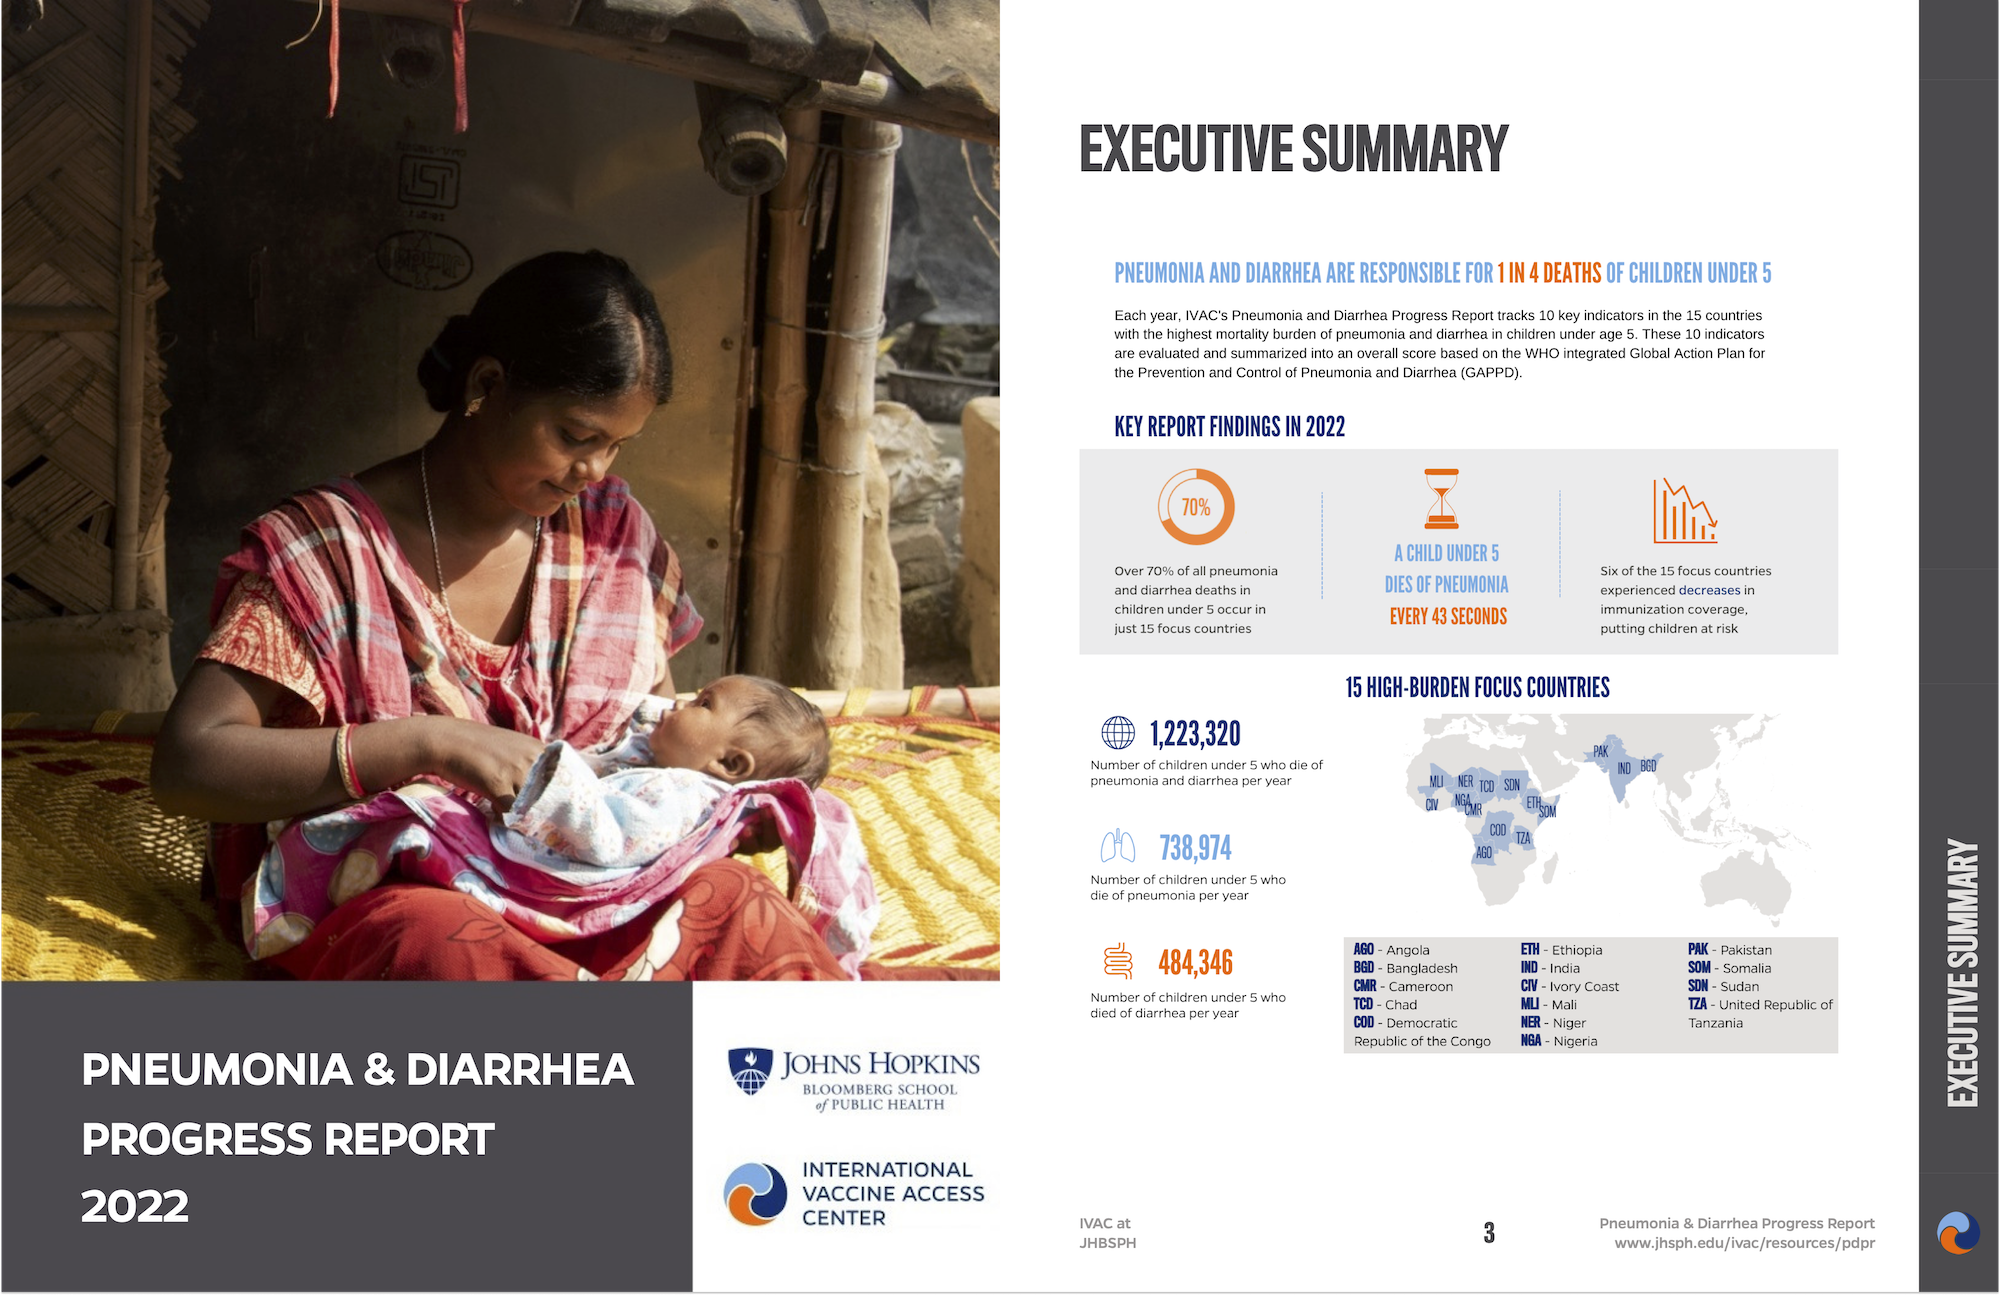 PNEUMONIA & DIARRHEA
PROGRESS REPORT
2022
JOHNS HOPKINS
BLOOMBERG SCHOOL
of PUBLIC HEALTH
INTERNATIONAL
VACCINE ACCESS
CENTER
EXECUTIVE SUMMARY
PNEUMONIA AND DIARRHEA ARE RESPONSIBLE FOR 1 IN 4 DEATHS OF CHILDREN UNDER 5
Each year, IVAC's Pneumonia and Diarrhea Progress Report tracks 10 key indicators in the 15 countries
with the highest mortality burden of pneumonia and diarrhea in children under age 5. These 10 indicators
are evaluated and summarized into an overall score based on the WHO integrated Global Action Plan for
the Prevention and Control of Pneumonia and Diarrhea (GAPPD).
KEY REPORT FINDINGS IN 2022
70%
Over 70% of all pneumonia
and diarrhea deaths in
children under 5 occur in
just 15 focus countries
A CHILD UNDER 5
DIES OF PNEUMONIA
EVERY 43 SECONDS
Six of the 15 focus countries
experienced decreases in
immunization coverage,
putting children at risk
1,223,320
Number of children under 5 who die of
pneumonia and diarrhea per year
738,974
Number of children under 5 who
die of pneumonia per year
484,346
Number of children under 5 who
died of diarrhea per year
15 HIGH-BURDEN FOCUS COUNTRIES
PAK
IND
BGD
MLI
NER
TCD
SDN
CIV
NGA
CMR
ETH
SOM
COD
TZA
AGO
AGO - Angola
BGD - Bangladesh
CMR - Cameroon
TCD - Chad
COD - Democratic
Republic of the Congo
ETH - Ethiopia
IND - India
CIV - Ivory Coast
MLI - Mali
NER - Niger
NGA - Nigeria
PAK - Pakistan
SOM - Somalia
SDN - Sudan
TZA - United Republic of
Tanzania
IVAC at
JHBSPH
3
Pneumonia & Diarrhea Progress Report
www.jhsph.edu/ivac/resources/pdpr
EXECUTIVE SUMMARY